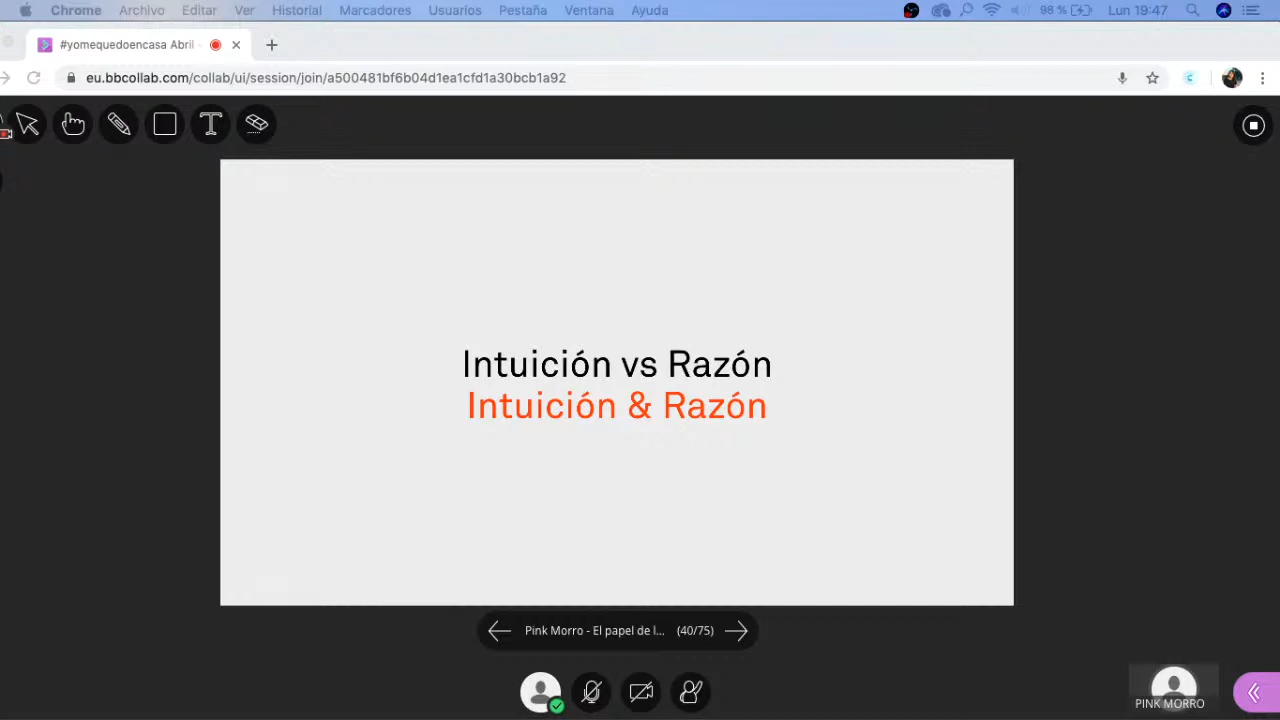 Chrome Archivo Editar Ver Historial Marcadores Usuarios Pestaña Ventana Ayuda 98 % Lun 19:47
#yomequedoencasa Abril
eu.bbcollab.com/collab/ui/session/join/a500481bf6b04d1ea1cfd1a30bcb1a92
T
Intuición vs Razón
Intuición & Razón
Pink Morro - El papel de l... (40/75)
PINK MORRO